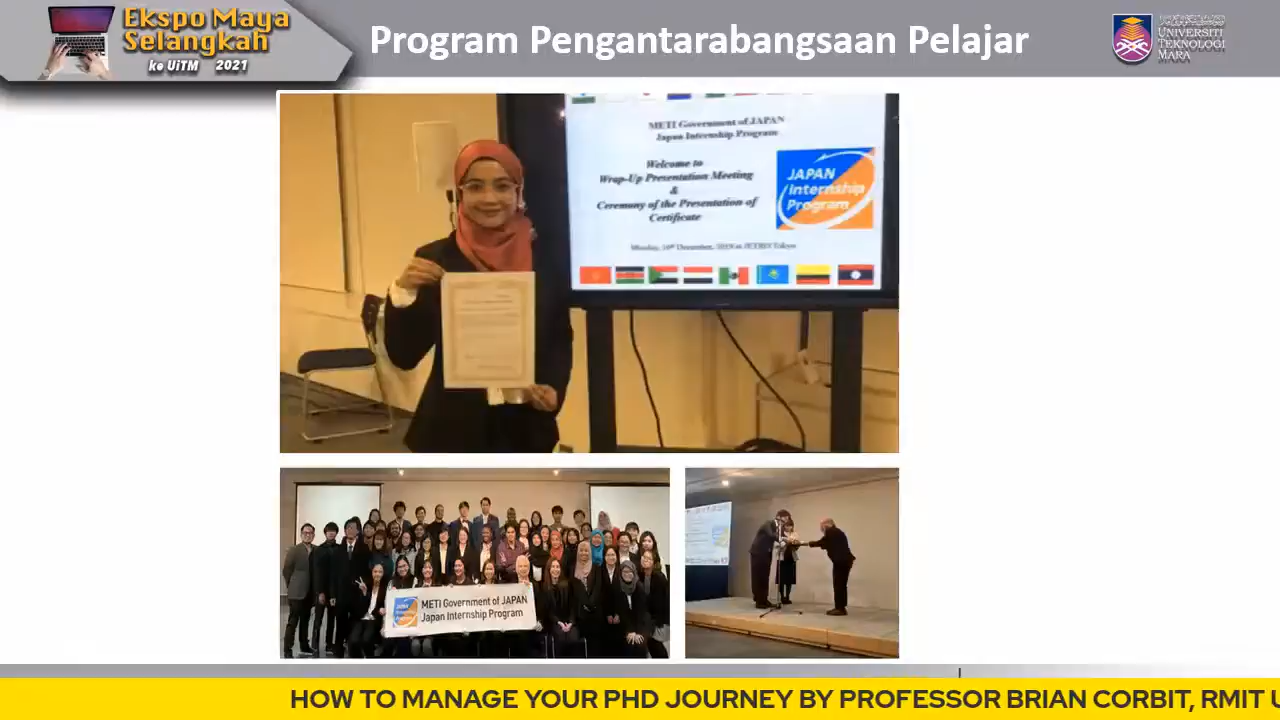 Ekspo Maya
Selangkah
ke UiTM 2021
Program Pengantarabangsaan Pelajar
UNIVERSITI
TEKNOLOGI
MARA
METI Government of JAPAN
Japan Internship Program
Welcome to
Wrap-Up Presentation Meeting
&
Ceremony of the Presentation of
Certificate
JAPAN
Internship
Program
METI Government of JAPAN
Japan Internship Program
HOW TO MANAGE YOUR PHD JOURNEY BY PROFESSOR BRIAN CORBIT, RMIT U